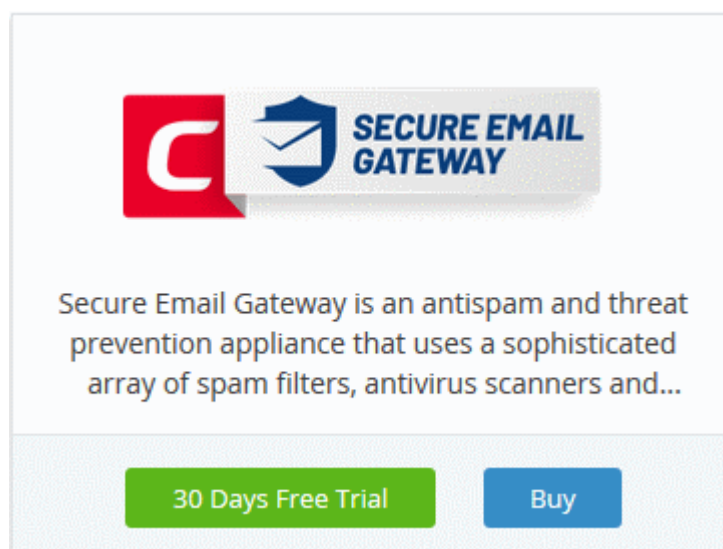 C SECURE EMAIL
GATEWAY
Secure Email Gateway is an antispam and threat
prevention appliance that uses a sophisticated
array of spam filters, antivirus scanners and...
30 Days Free Trial Buy